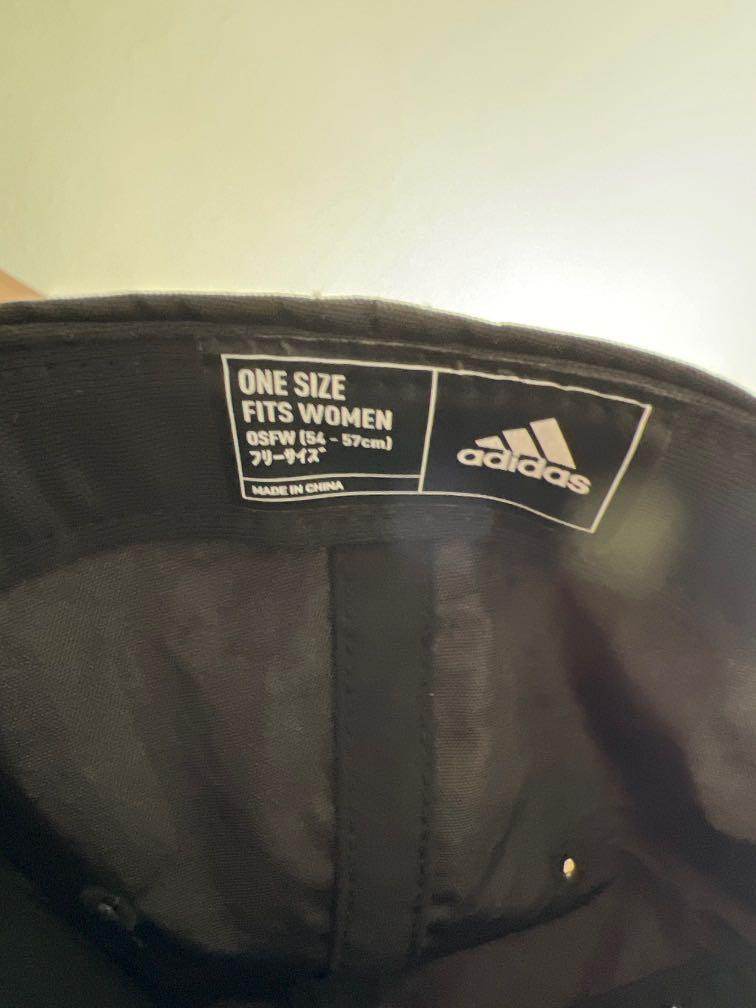 ONE SIZE
FITS WOMEN
OSFW (54 - 57cm)
フリーサイズ
MADE IN CHINA
adidas